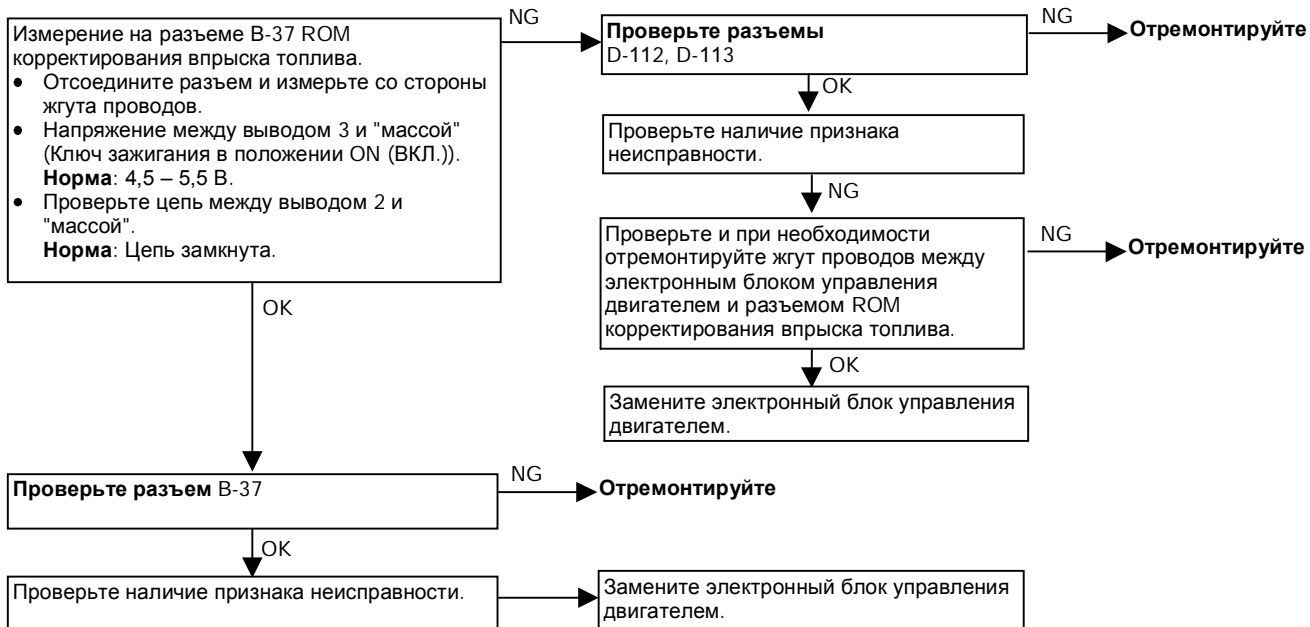 Измерение на разъеме B-37 ROM
корректирования впрыска топлива.
• Отсоедините разъем и измерьте со стороны
жгута проводов.
• Напряжение между выводом 3 и "массой"
(Ключ зажигания в положении ON (ВКЛ.)).
Норма: 4,5 – 5,5 В.
• Проверьте цепь между выводом 2 и
"массой".
Норма: Цепь замкнута.
NG
Проверьте разъемы
D-112, D-113
NG
Отремонтируйте
OK
Проверьте наличие признака
неисправности.
NG
Проверьте и при необходимости
отремонтируйте жгут проводов между
электронным блоком управления
двигателем и разъемом ROM
корректирования впрыска топлива.
NG
Отремонтируйте
OK
Замените электронный блок управления
двигателем.
OK
Проверьте разъем B-37
NG
Отремонтируйте
OK
Проверьте наличие признака неисправности.
Замените электронный блок управления
двигателем.